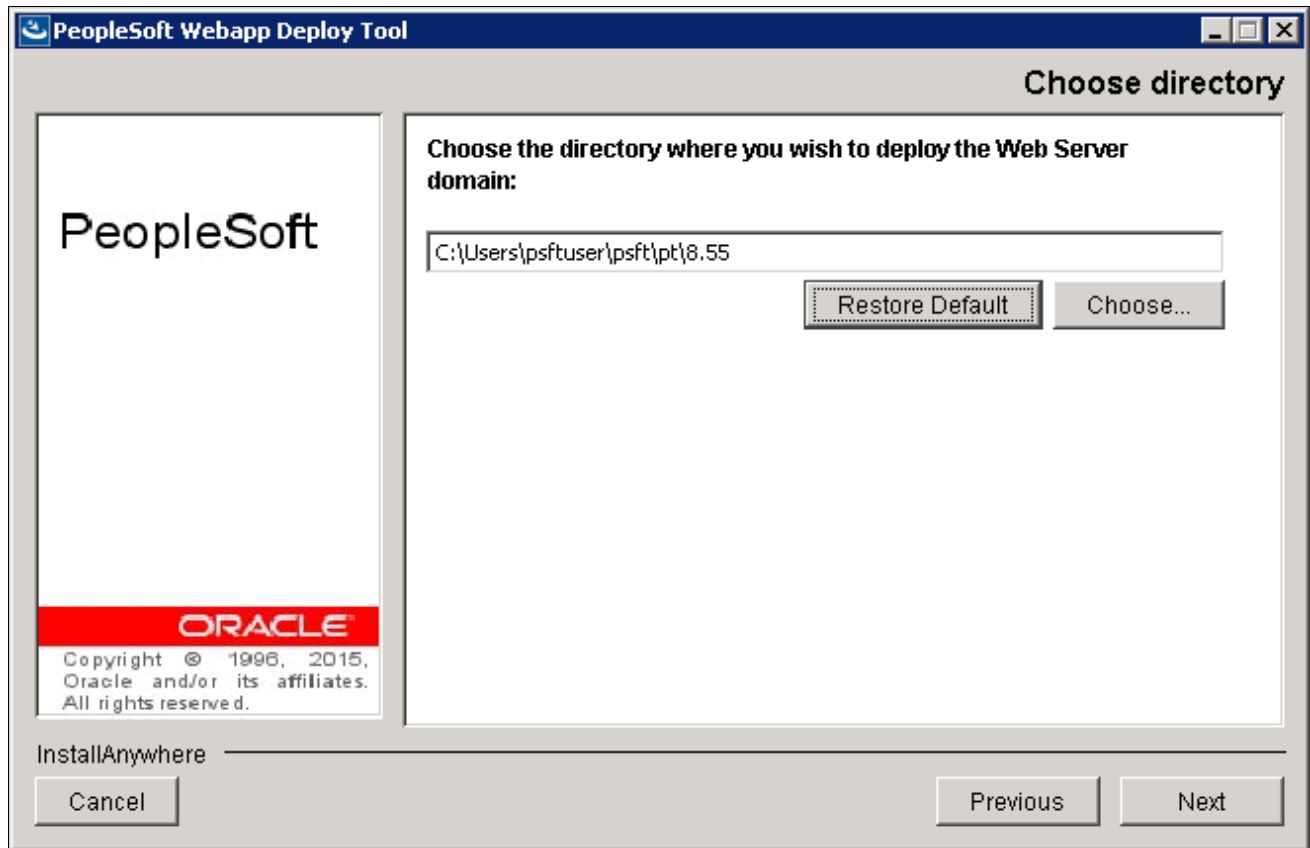 PeopleSoft Webapp Deploy Tool
Choose directory
PeopleSoft
ORACLE
Copyright © 1996, 2015,
Oracle and/or its affiliates.
All rights reserved.
Choose the directory where you wish to deploy the Web Server
domain:
C:\Users\psftuser\psft\pt\8.55
Restore Default
Choose...
InstallAnywhere
Cancel
Previous
Next